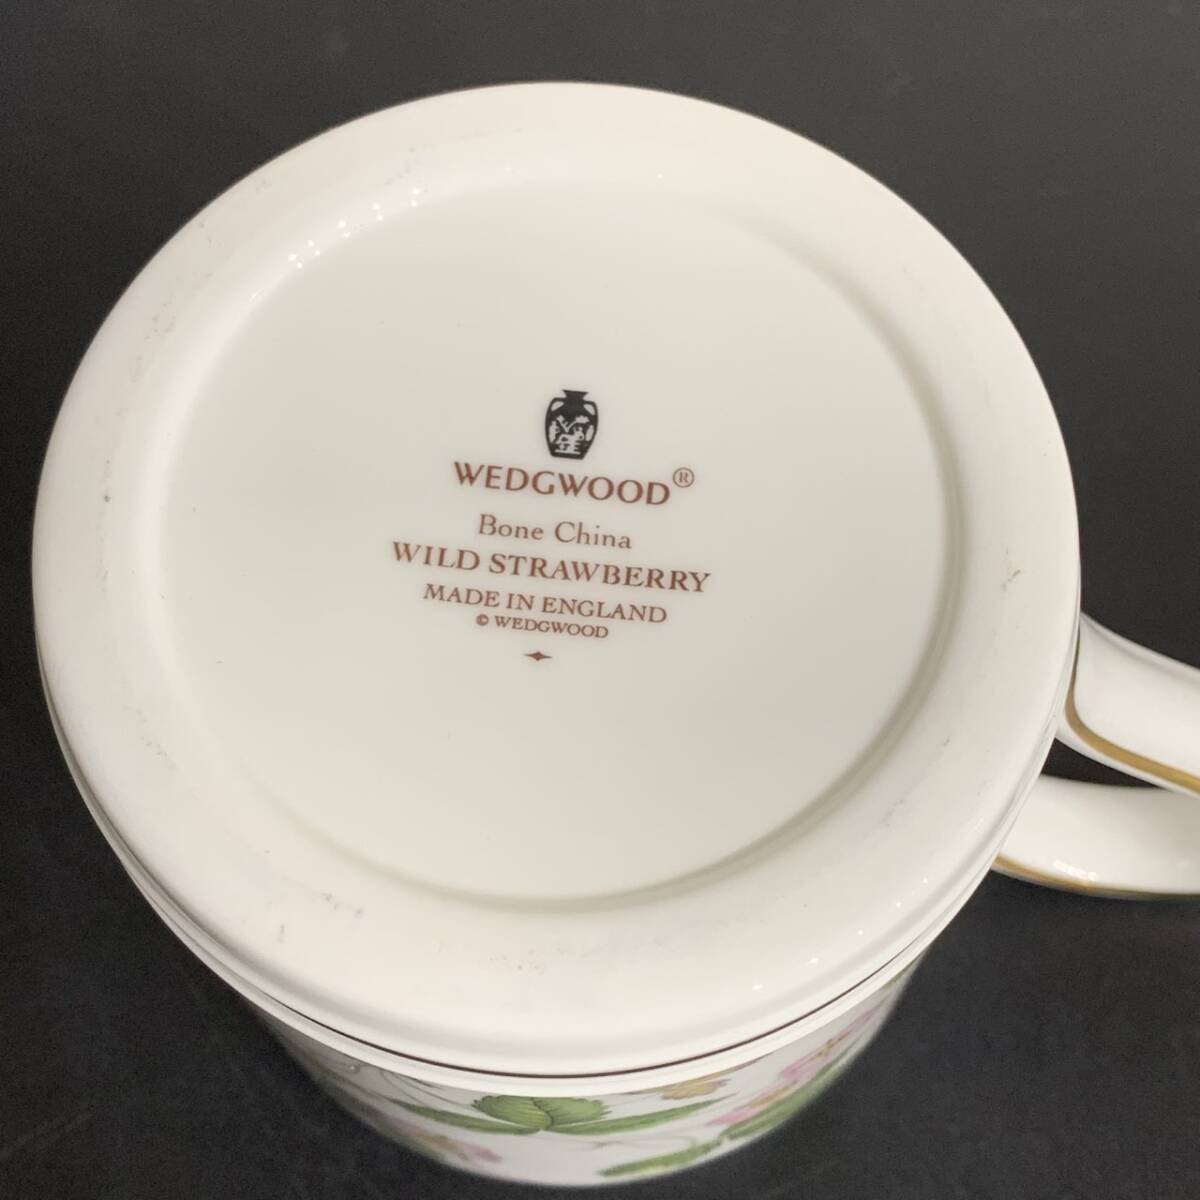 WEDGWOOD®
Bone China
WILD STRAWBERRY
MADE IN ENGLAND
© WEDGWOOD